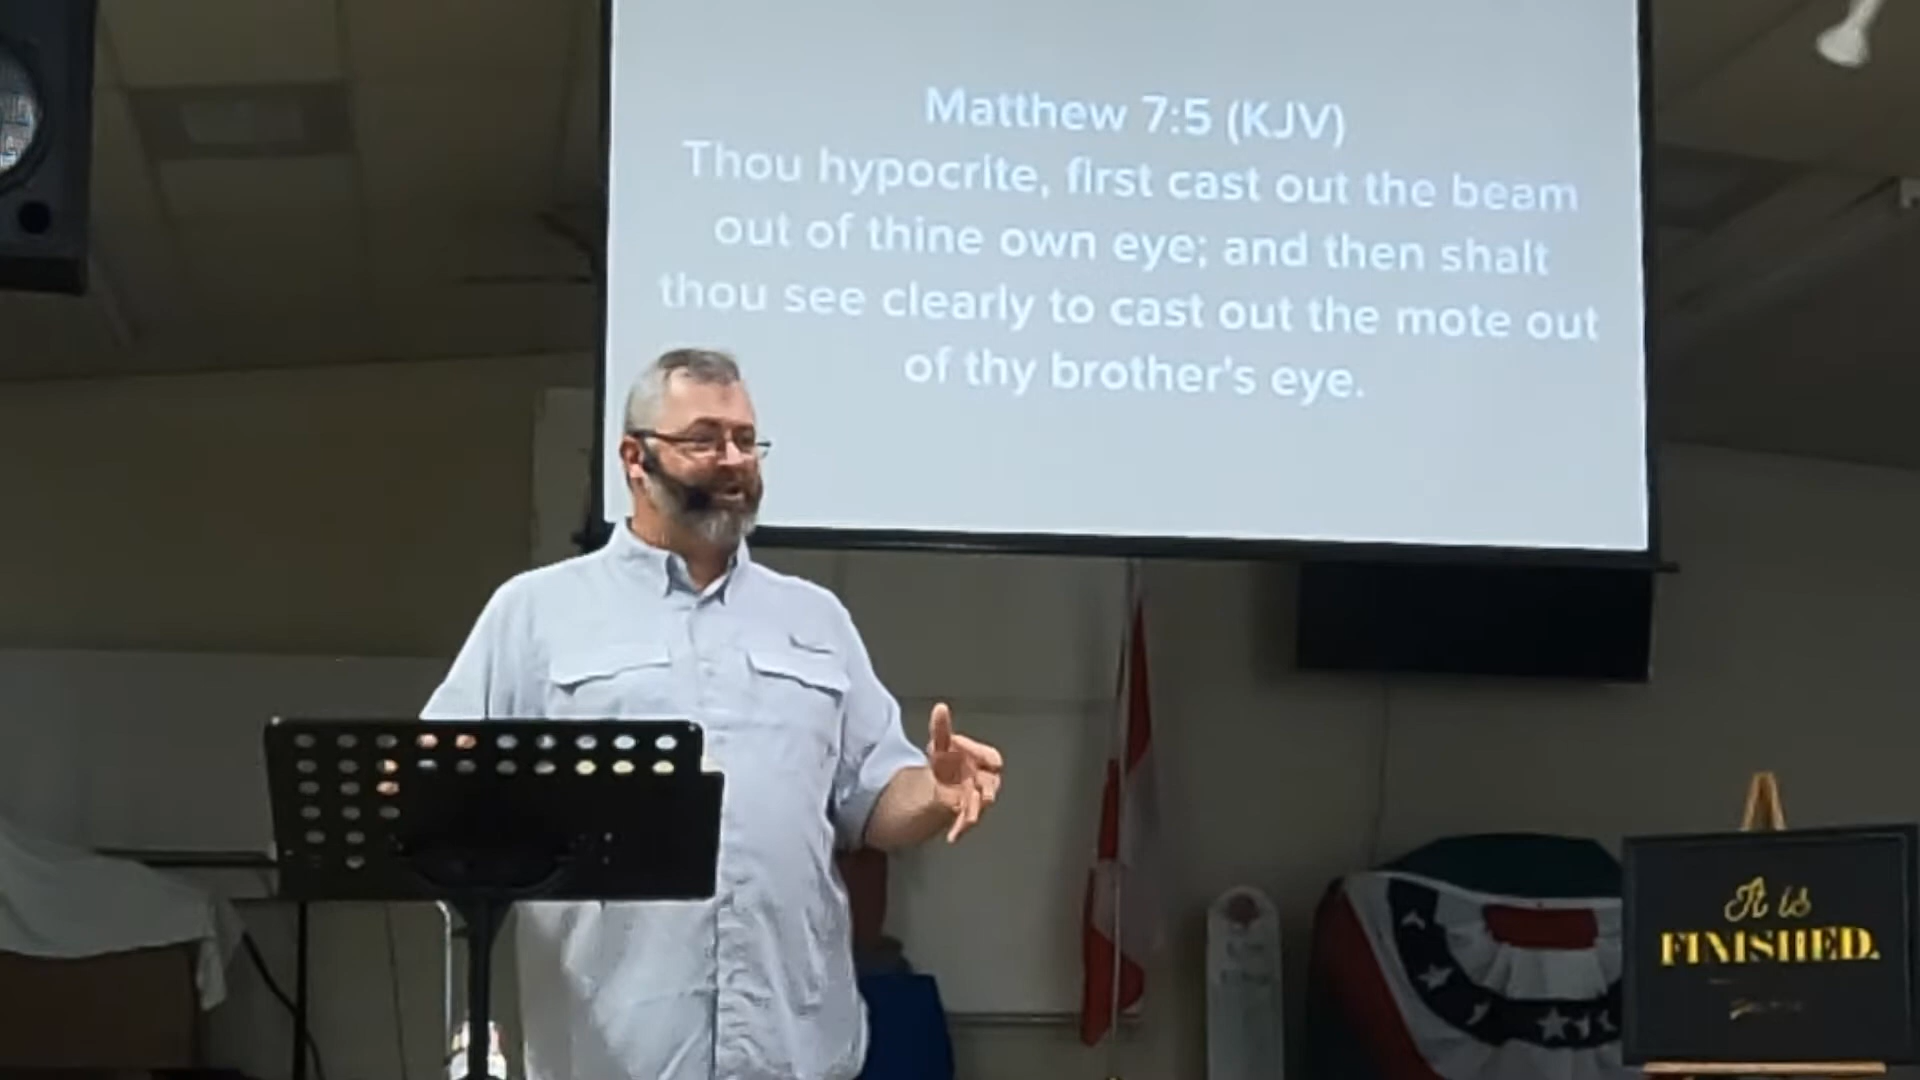 Matthew 7:5 (KJV)
Thou hypocrite, first cast out the beam
out of thine own eye; and then shalt
thou see clearly to cast out the mote out
of thy brother's eye.
It is
FINISHED.